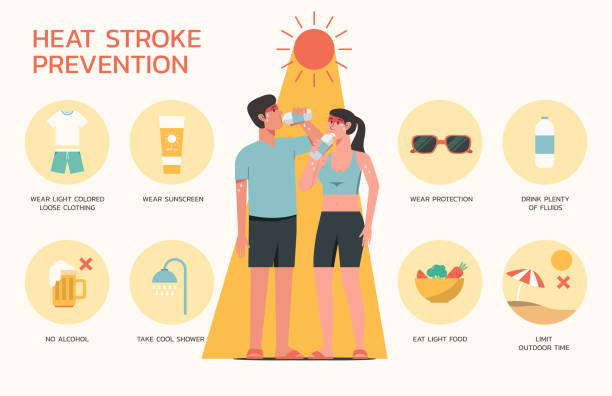 HEAT STROKE
PREVENTION
WEAR LIGHT COLORED
LOOSE CLOTHING
WEAR SUNSCREEN
WEAR PROTECTION
DRINK PLENTY
OF FLUIDS
NO ALCOHOL
TAKE COOL SHOWER
EAT LIGHT FOOD
LIMIT
OUTDOOR TIME